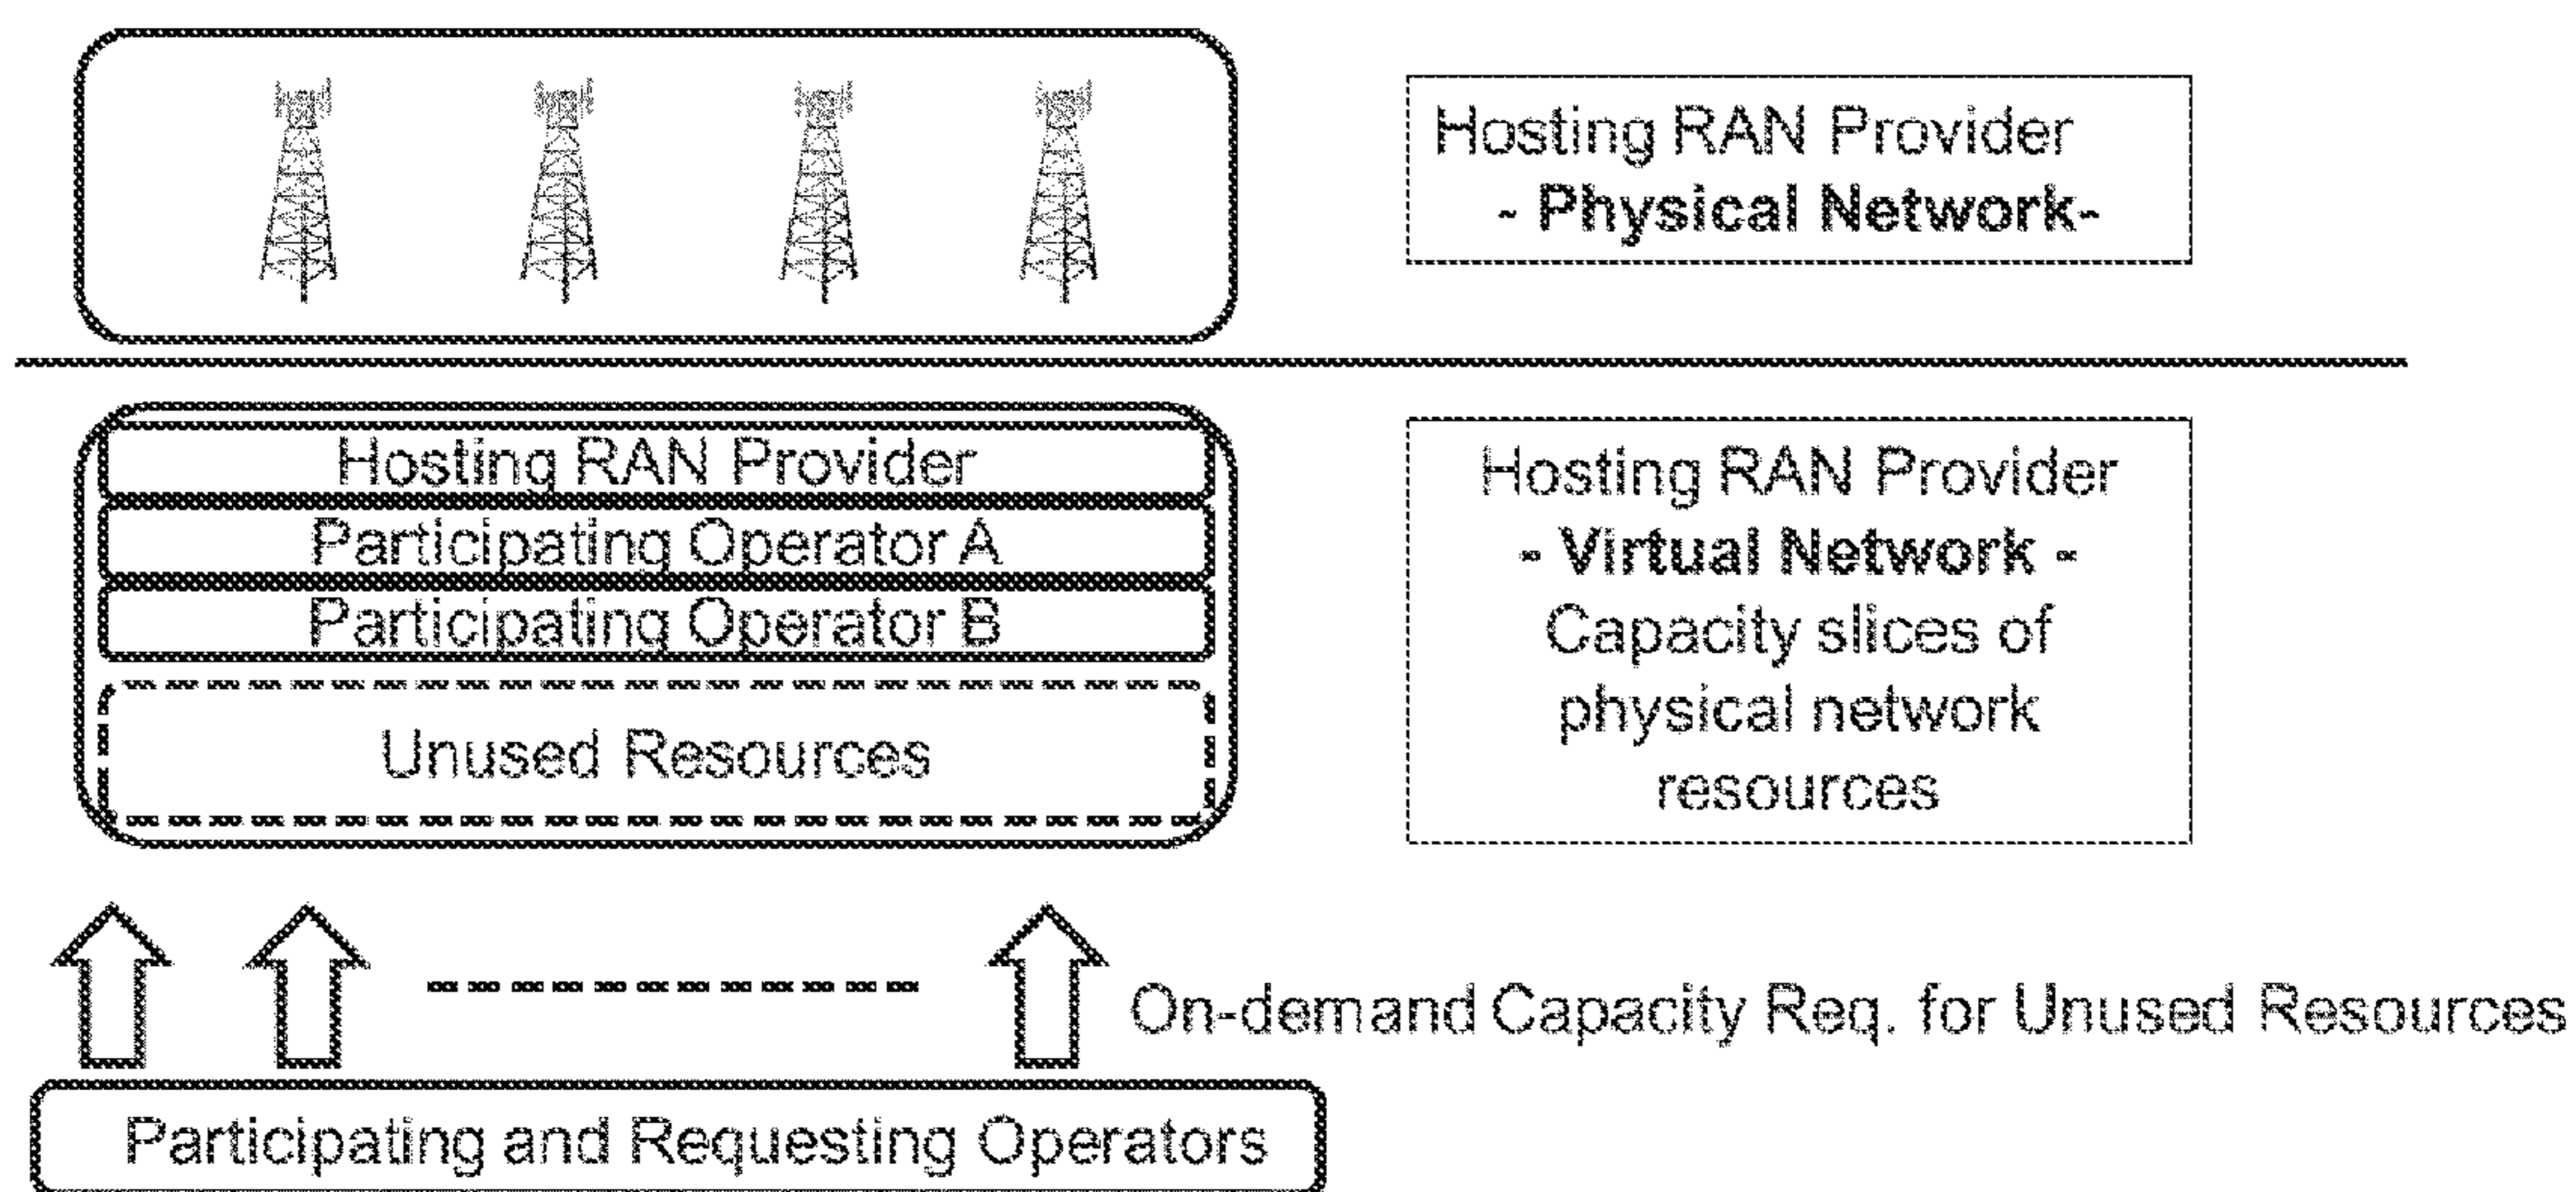 Hosting RAN Provider
- Physical Network-
Hosting RAN Provider
Participating Operator A
Participating Operator B
Unused Resources
Hosting RAN Provider
- Virtual Network -
Capacity slices of
physical network
resources
On-demand Capacity Req. for Unused Resources
Participating and Requesting Operators